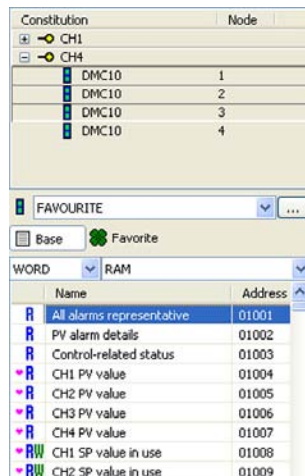 Constitution Node
CH1
CH4
DMC10 1
DMC10 2
DMC10 3
DMC10 4
FAVOURITE ...
Base Favorite
WORD RAM
Name Address
R All alarms representative 01001
R PV alarm details 01002
R Control-related status 01003
R CH1 PV value 01004
R CH2 PV value 01005
R CH3 PV value 01006
R CH4 PV value 01007
RW CH1 SP value in use 01008
RW CH2 SP value in use 01009